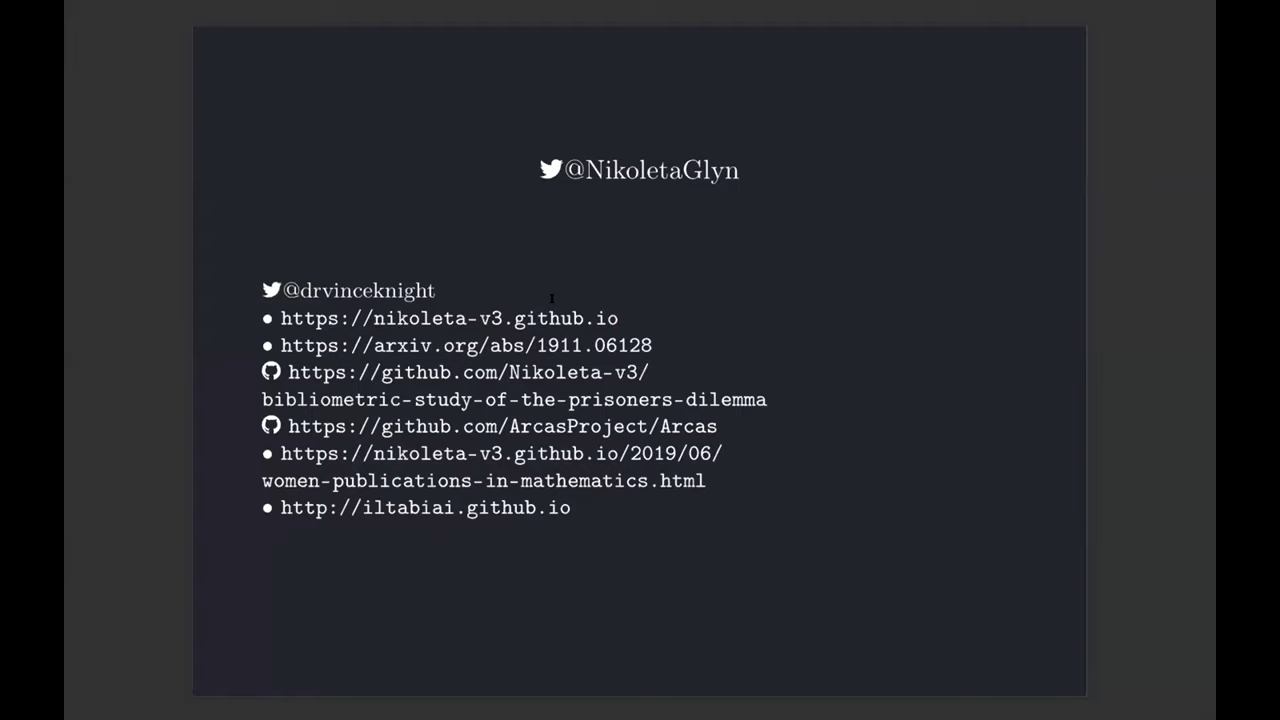 @NikoletaGlyn
@drvinceknight
• https://nikoleta-v3.github.io
• https://arxiv.org/abs/1911.06128
https://github.com/Nikoleta-v3/
bibliometric-study-of-the-prisoners-dilemma
https://github.com/ArcasProject/Arcas
• https://nikoleta-v3.github.io/2019/06/
women-publications-in-mathematics.html
• http://iltabiai.github.io